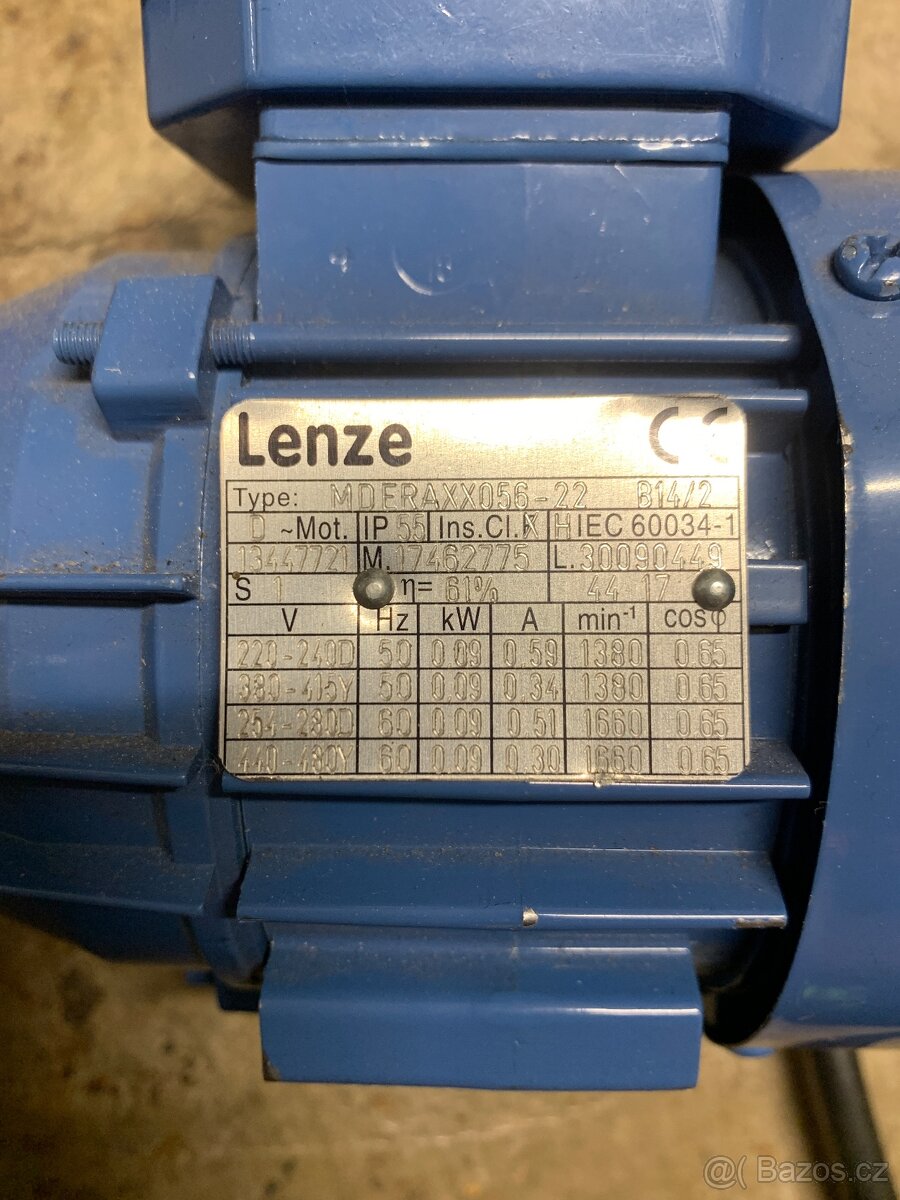 Lenze CE
Type: MDERAXX056-22 B14/2
D ~Mot. IP 55 Ins.Cl. H IEC 60034-1
13447721 M.17462775 L.30090449
S 1 η= 61% 44 17
V Hz kW A min⁻¹ cosφ
220-240D 50 0.09 0.59 1380 0.65
380-415Y 50 0.09 0.34 1380 0.65
254-280D 60 0.09 0.51 1660 0.65
440-480Y 60 0.09 0.30 1660 0.65
@( Bazos.cz